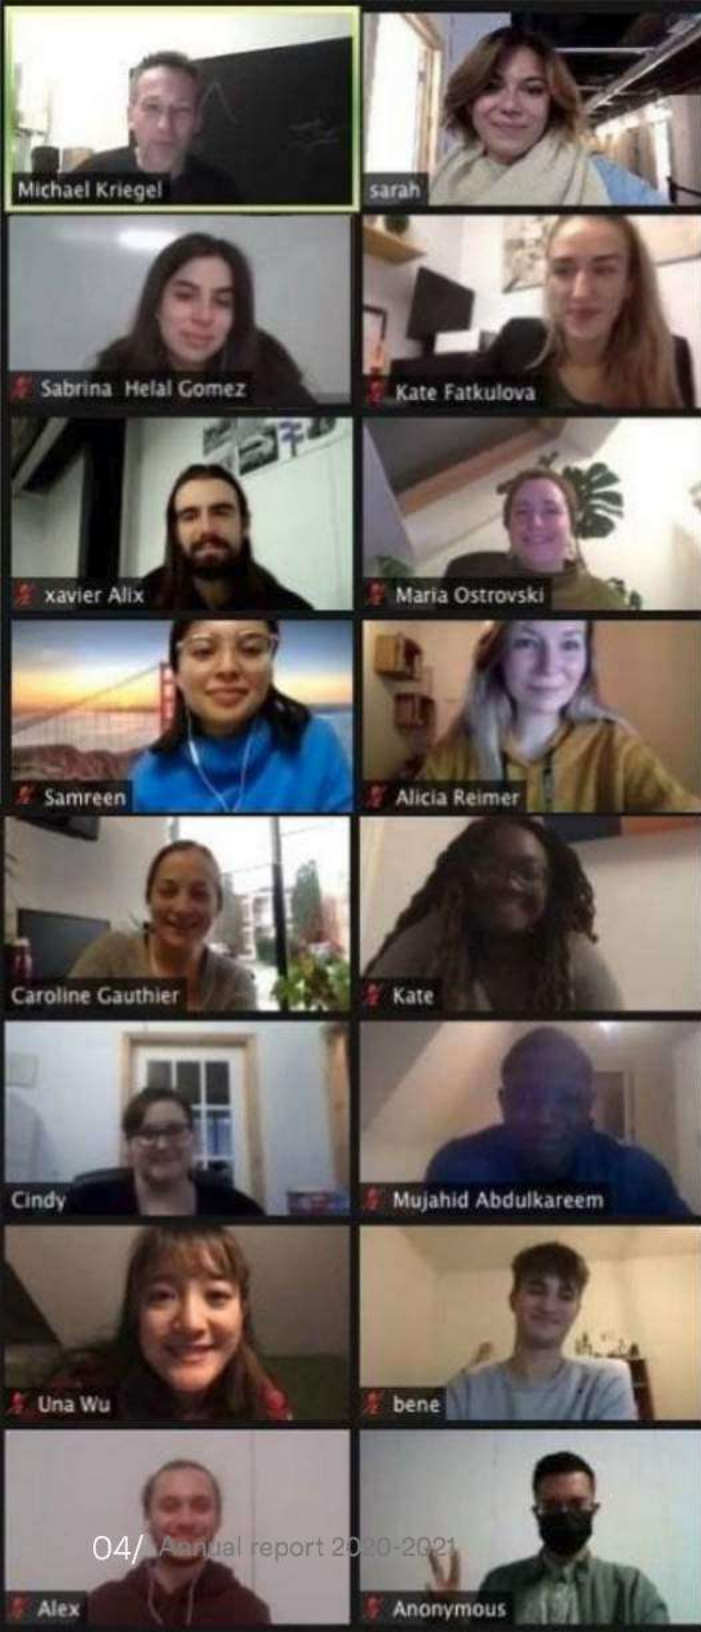 Michael Kriegel
sarah
Sabrina Helal Gomez
Kate Fatkulova
xavier Alix
Maria Ostrovski
Samreen
Alicia Reimer
Caroline Gauthier
Kate
Cindy
Mujahid Abdulkareem
Una Wu
bene
04/ Annual report 2020-2021
Alex
Anonymous